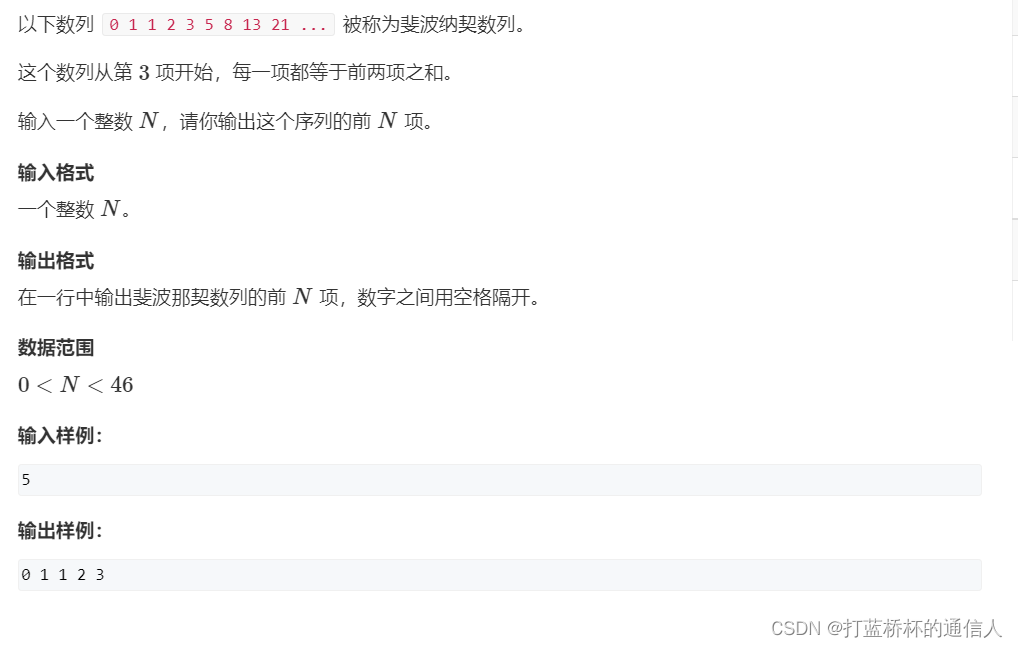 以下数列 0 1 1 2 3 5 8 13 21 ... 被称为斐波纳契数列。
这个数列从第 3 项开始，每一项都等于前两项之和。
输入一个整数 N，请你输出这个序列的前 N 项。
输入格式
一个整数 N。
输出格式
在一行中输出斐波那契数列的前 N 项，数字之间用空格隔开。
数据范围
0 < N < 46
输入样例：
5
输出样例：
0 1 1 2 3
CSDN @打蓝桥杯的通信人